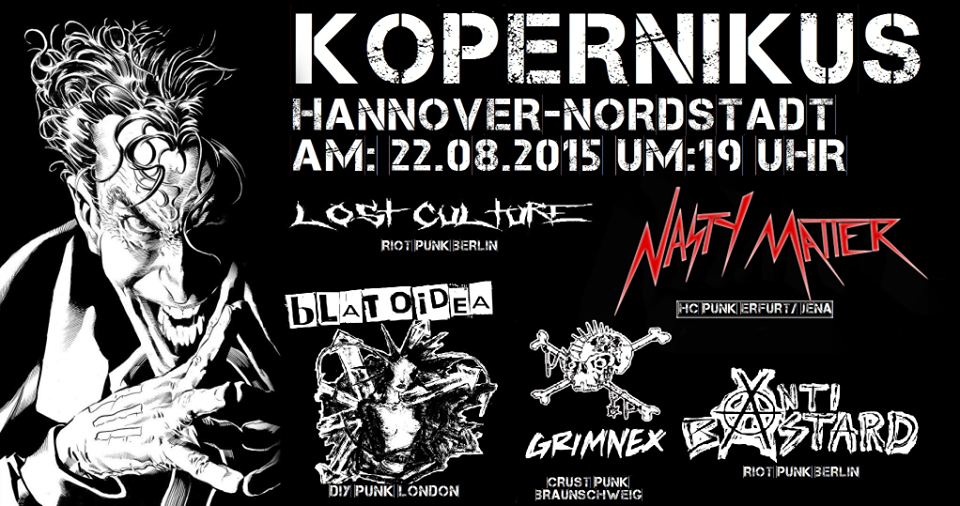 KOPERNIKUS
HANNOVER-NORDSTADT
AM: 22.08.2015 UM:19 UHR
LOST CULTURE
RIOT PUNK BERLIN
NASTY MATTER
HC PUNK ERFURT/JENA
bLATOiDEA
DIY PUNK LONDON
GRIMNEX
CRUST PUNK
BRAUNSCHWEIG
ANTI
BASTARD
RIOT PUNK BERLIN